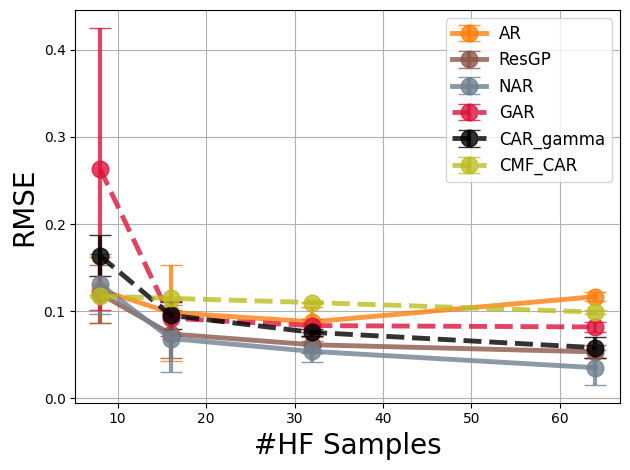 AR
ResGP
NAR
GAR
CAR_gamma
CMF_CAR
RMSE
0.4
0.3
0.2
0.1
0.0
10 20 30 40 50 60
#HF Samples